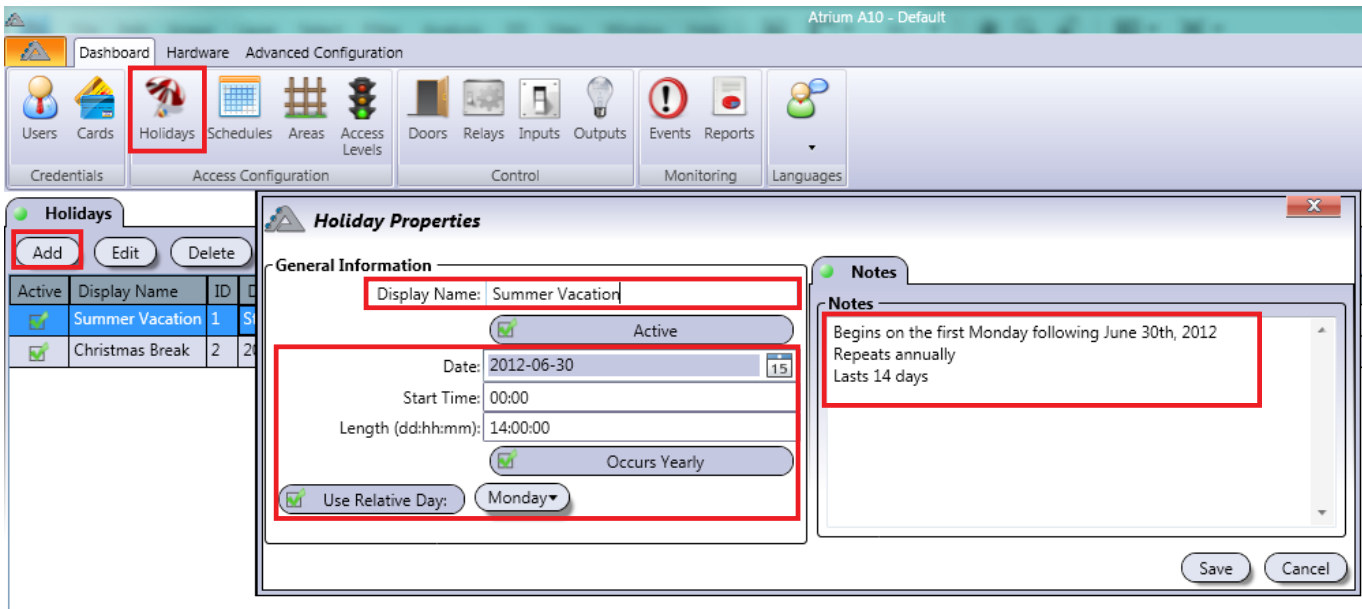 Atrium A10 - Default
Dashboard Hardware Advanced Configuration
Users Cards Holidays Schedules Areas Access Levels Doors Relays Inputs Outputs Events Reports
Credentials Access Configuration Control Monitoring Languages
Holidays
Add Edit Delete
Active Display Name ID D
Summer Vacation 1 St
Christmas Break 2 20
Holiday Properties
X
General Information
Display Name: Summer Vacation
Active
Date: 2012-06-30 15
Start Time: 00:00
Length (dd:hh:mm): 14:00:00
Occurs Yearly
Use Relative Day: Monday
Notes
Notes
Begins on the first Monday following June 30th, 2012
Repeats annually
Lasts 14 days
Save Cancel